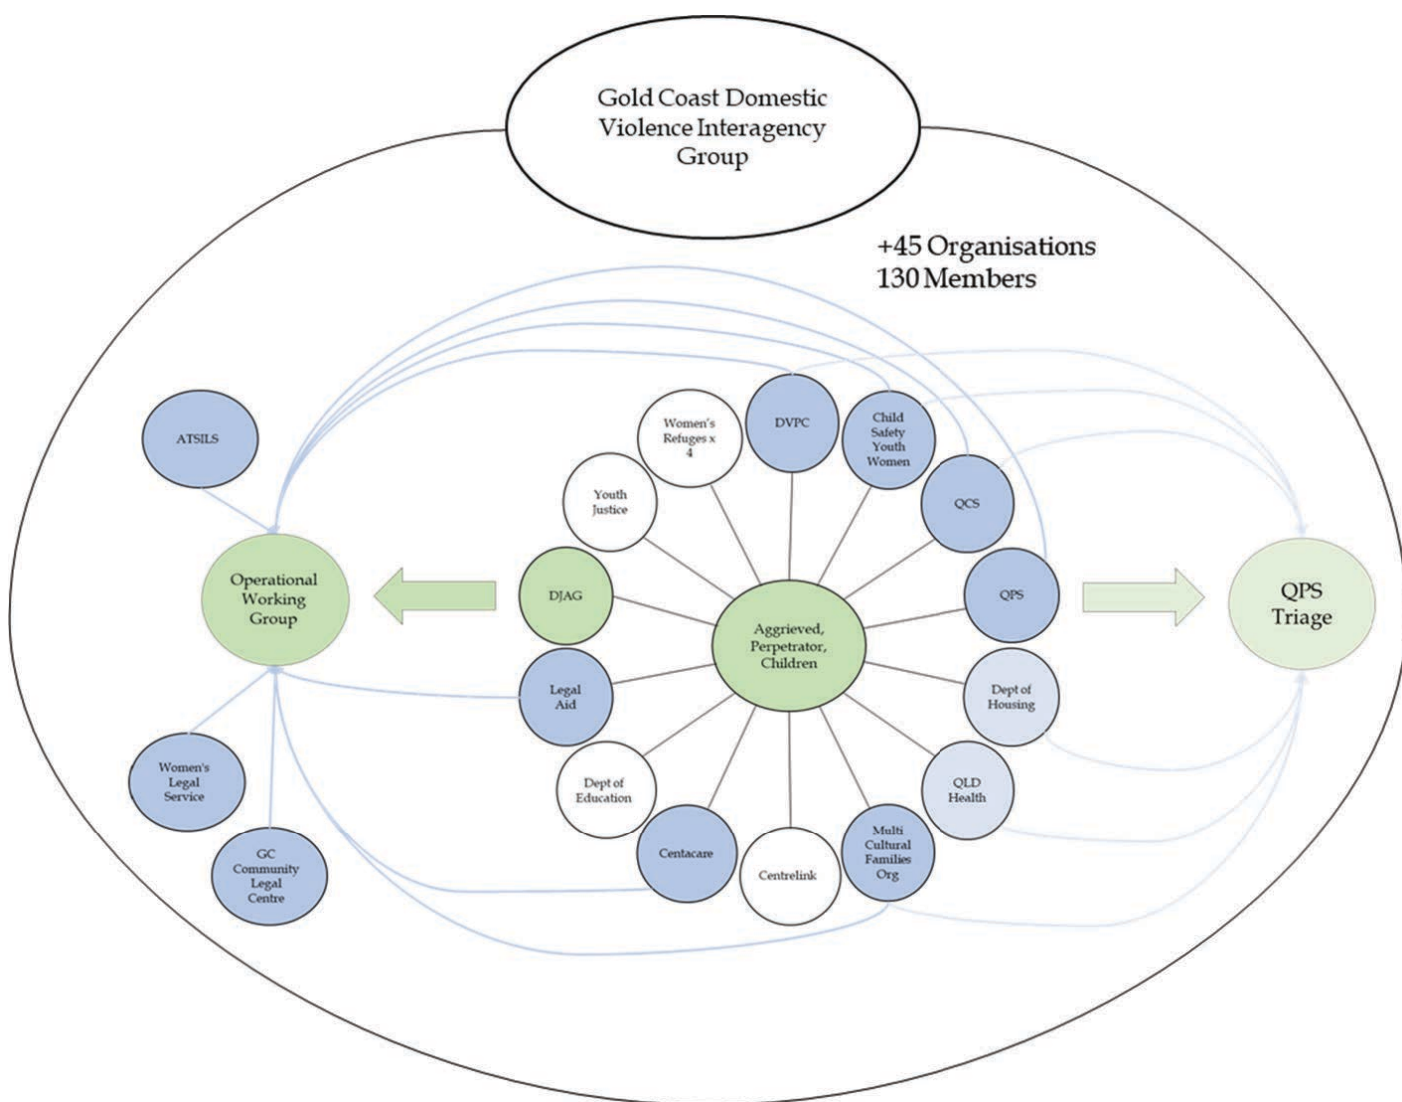 Gold Coast Domestic
Violence Interagency
Group
+45 Organisations
130 Members
ATSILS
Women's
Refuges x
4
DVPC
Child
Safety
Youth
Women
Youth
Justice
QCS
Operational
Working
Group
DJAG
QPS
QPS
Triage
Aggrieved,
Perpetrator,
Children
Legal
Aid
Dept of
Housing
Women's
Legal
Service
Dept of
Education
QLD
Health
GC
Community
Legal
Centre
Centacare
Centrelink
Multi
Cultural
Families
Org